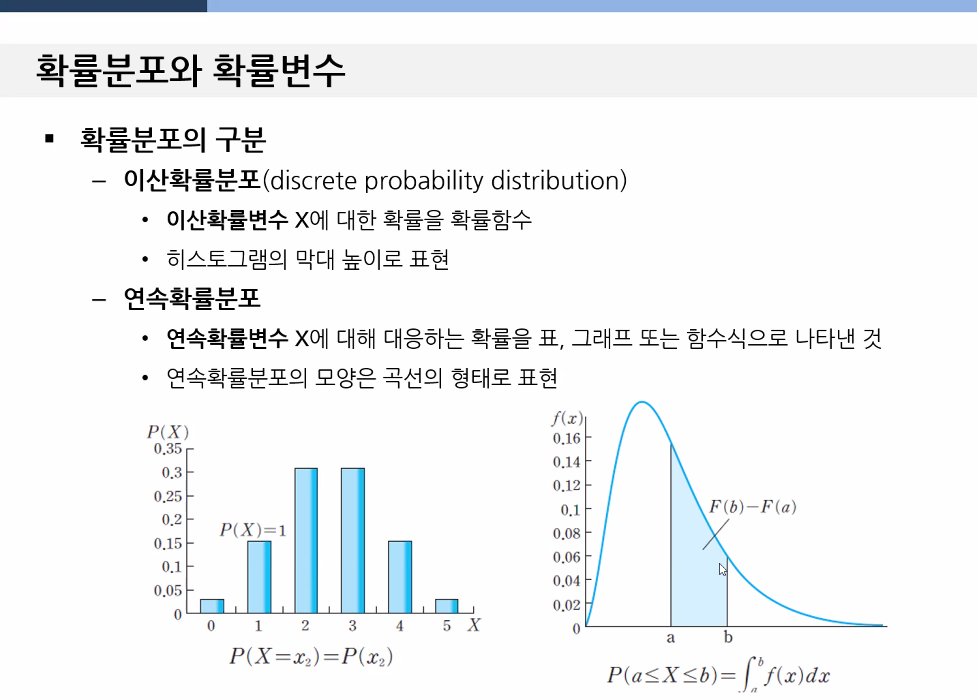 확률분포와 확률변수
▪ 확률분포의 구분
– 이산확률분포(discrete probability distribution)
• 이산확률변수 X에 대한 확률을 확률함수
• 히스토그램의 막대 높이로 표현
– 연속확률분포
• 연속확률변수 X에 대해 대응하는 확률을 표, 그래프 또는 함수식으로 나타낸 것
• 연속확률분포의 모양은 곡선의 형태로 표현
P(X)
0.35
0.3
0.25
0.2
0.15
0.1
0.05
0
P(X)=1
0 1 2 3 4 5 X
P(X=x₂)=P(x₂)
f(x)
0.16
0.14
0.12
0.1
0.08
0.06
0.04
0.02
0
F(b)−F(a)
a b
P(a≤X≤b)=∫ₐᵇf(x)dx